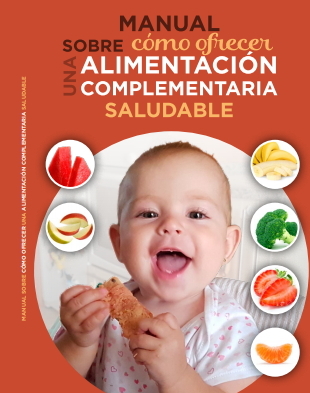 MANUAL
SOBRE cómo ofrecer
UNA ALIMENTACIÓN
COMPLEMENTARIA
SALUDABLE
MANUAL SOBRE CÓMO OFRECER UNA ALIMENTACIÓN COMPLEMENTARIA SALUDABLE